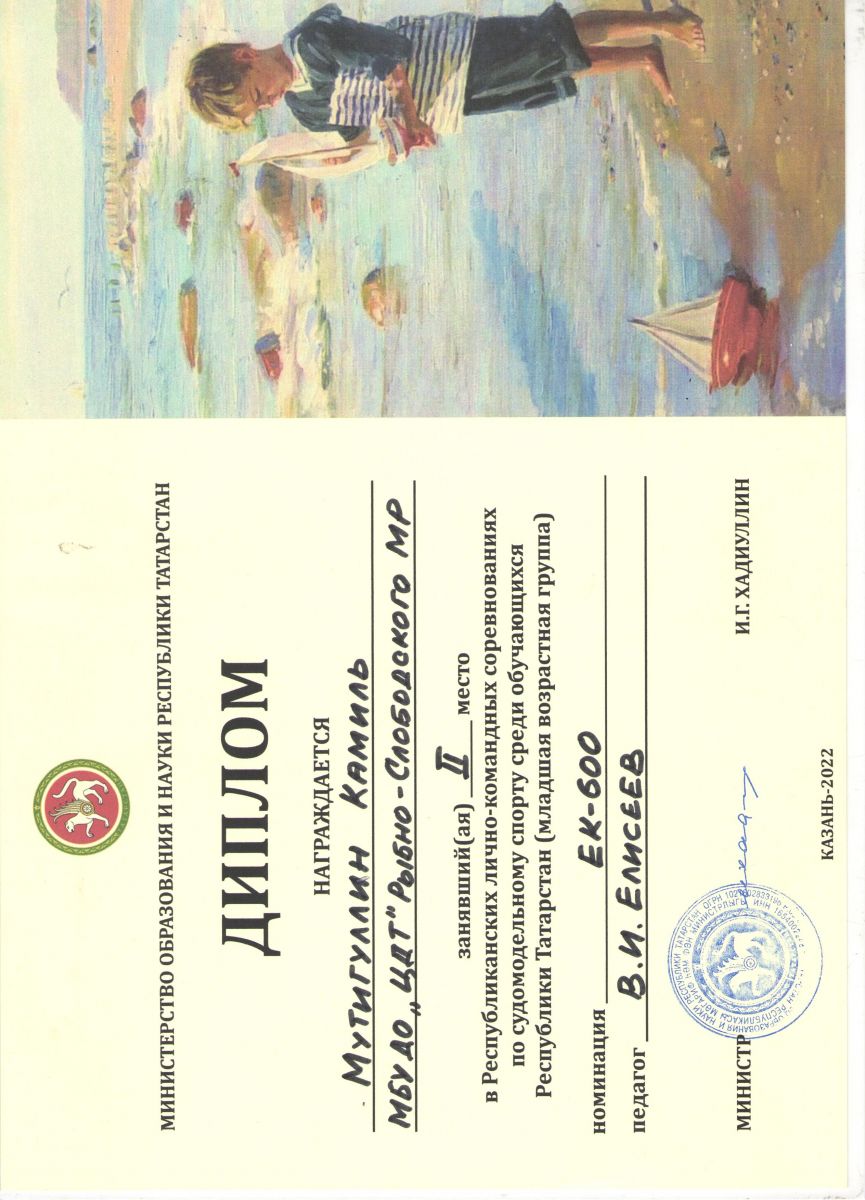 МИНИСТЕРСТВО ОБРАЗОВАНИЯ И НАУКИ РЕСПУБЛИКИ ТАТАРСТАН
ДИПЛОМ
НАГРАЖДАЕТСЯ
МУТИГУЛЛИН КАМИЛЬ
МБУ ДО „ЦДТ" РЫБНО-СЛОБОДСКОГО МР
занявший(ая) II место
в Республиканских лично-командных соревнованиях
по судомодельному спорту среди обучающихся
Республики Татарстан (младшая возрастная группа)
номинация ЕК-600
педагог В.И. ЕЛИСЕЕВ
МИНИСТР И.Г. ХАДИУЛЛИН
КАЗАНЬ-2022